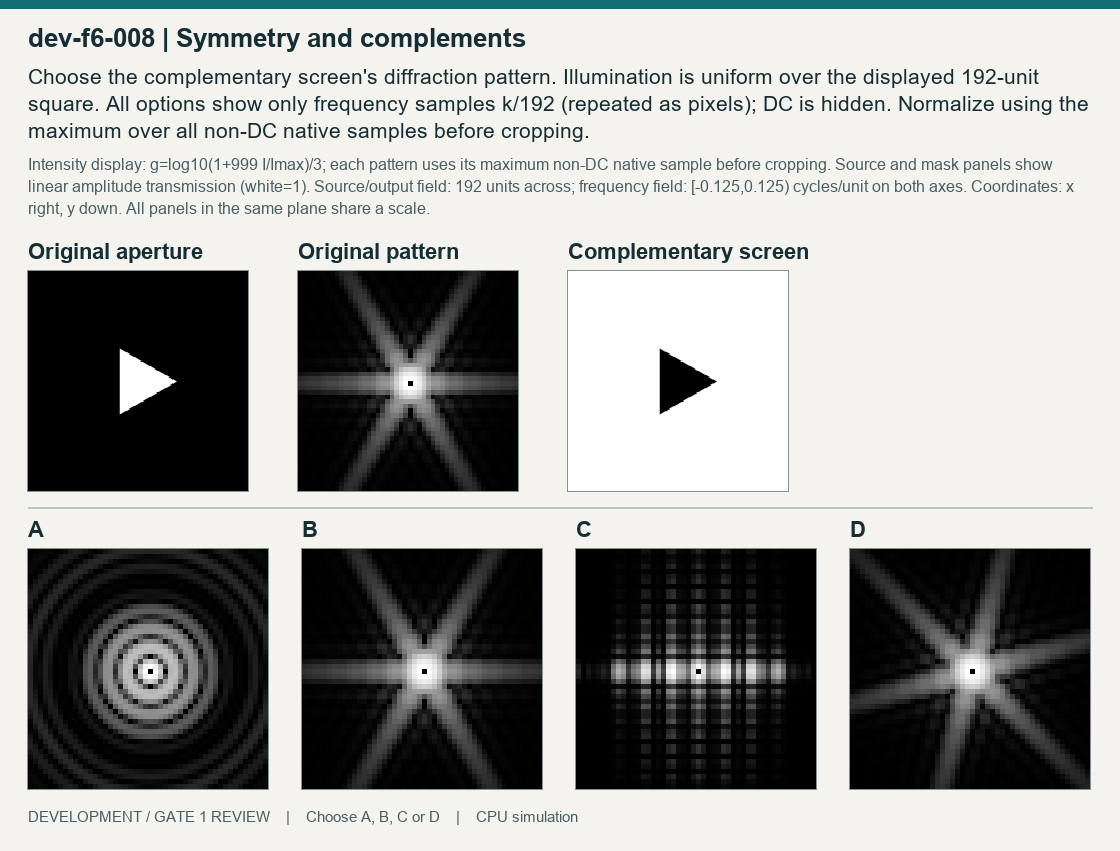 dev-f6-008 | Symmetry and complements
Choose the complementary screen's diffraction pattern. Illumination is uniform over the displayed 192-unit
square. All options show only frequency samples k/192 (repeated as pixels); DC is hidden. Normalize using the
maximum over all non-DC native samples before cropping.
Intensity display: g=log10(1+999 I/Imax)/3; each pattern uses its maximum non-DC native sample before cropping. Source and mask panels show
linear amplitude transmission (white=1). Source/output field: 192 units across; frequency field: [-0.125,0.125) cycles/unit on both axes. Coordinates: x
right, y down. All panels in the same plane share a scale.
Original aperture
Original pattern
Complementary screen
A
B
C
D
DEVELOPMENT / GATE 1 REVIEW | Choose A, B, C or D | CPU simulation